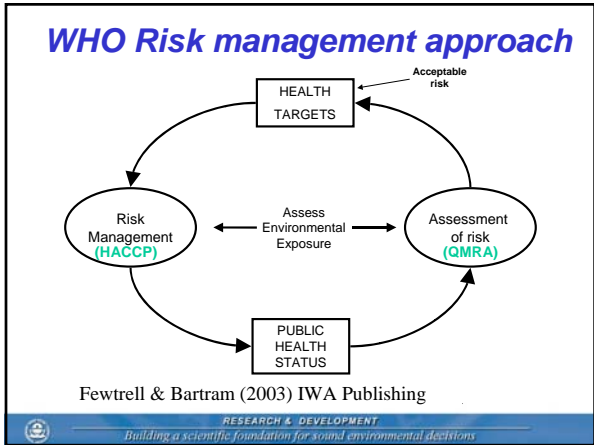 WHO Risk management approach
Acceptable
risk
HEALTH
TARGETS
Risk
Management
(HACCP)
Assess
Environmental
Exposure
Assessment
of risk
(QMRA)
PUBLIC
HEALTH
STATUS
Fewtrell & Bartram (2003) IWA Publishing
RESEARCH & DEVELOPMENT
Building a scientific foundation for sound environmental decisions